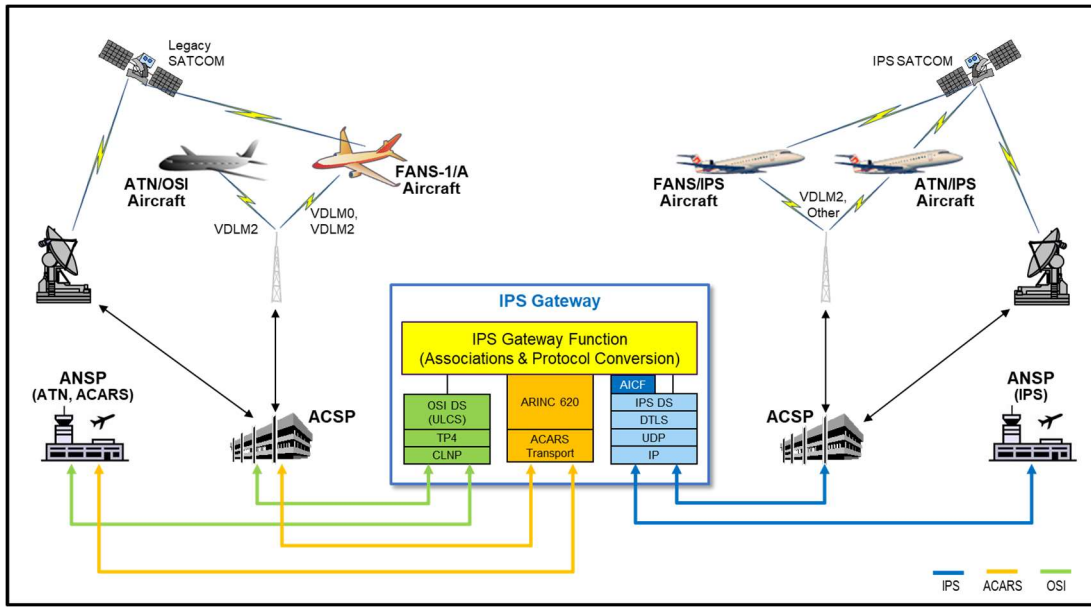 Legacy
SATCOM
IPS SATCOM
ATN/OSI
Aircraft
FANS-1/A
Aircraft
FANS/IPS
Aircraft
ATN/IPS
Aircraft
VDLM2
VDLM0,
VDLM2
VDLM2,
Other
IPS Gateway
IPS Gateway Function
(Associations & Protocol Conversion)
ANSP
(ATN, ACARS)
ACSP
OSI DS
(ULCS)
TP4
CLNP
ARINC 620
ACARS
Transport
AICF
IPS DS
DTLS
UDP
IP
ACSP
ANSP
(IPS)
IPS
ACARS
OSI